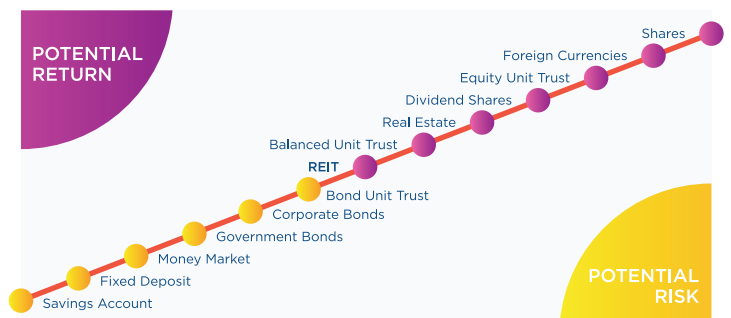 POTENTIAL
RETURN
Shares
Foreign Currencies
Equity Unit Trust
Dividend Shares
Real Estate
Balanced Unit Trust
REIT
Bond Unit Trust
Corporate Bonds
Government Bonds
Money Market
Fixed Deposit
Savings Account
POTENTIAL
RISK